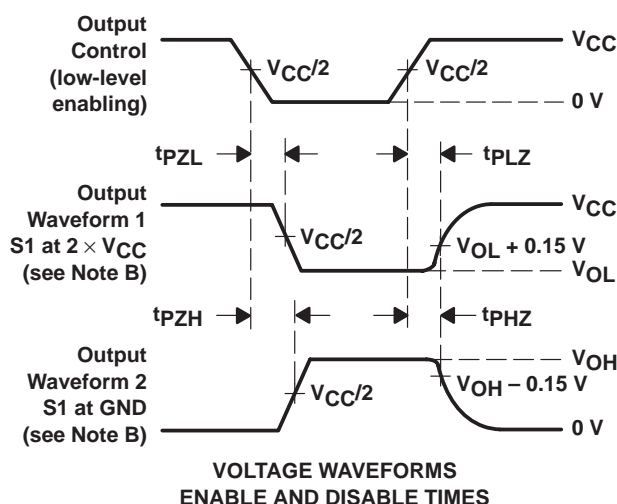 Output
Control
(low-level
enabling)
VCC/2
VCC/2
VCC
0 V
tPZL
tPLZ
Output
Waveform 1
S1 at 2 × VCC
(see Note B)
VCC/2
VCC
VOL + 0.15 V
VOL
tPZH
tPHZ
Output
Waveform 2
S1 at GND
(see Note B)
VCC/2
VOH
VOH – 0.15 V
0 V
VOLTAGE WAVEFORMS
ENABLE AND DISABLE TIMES